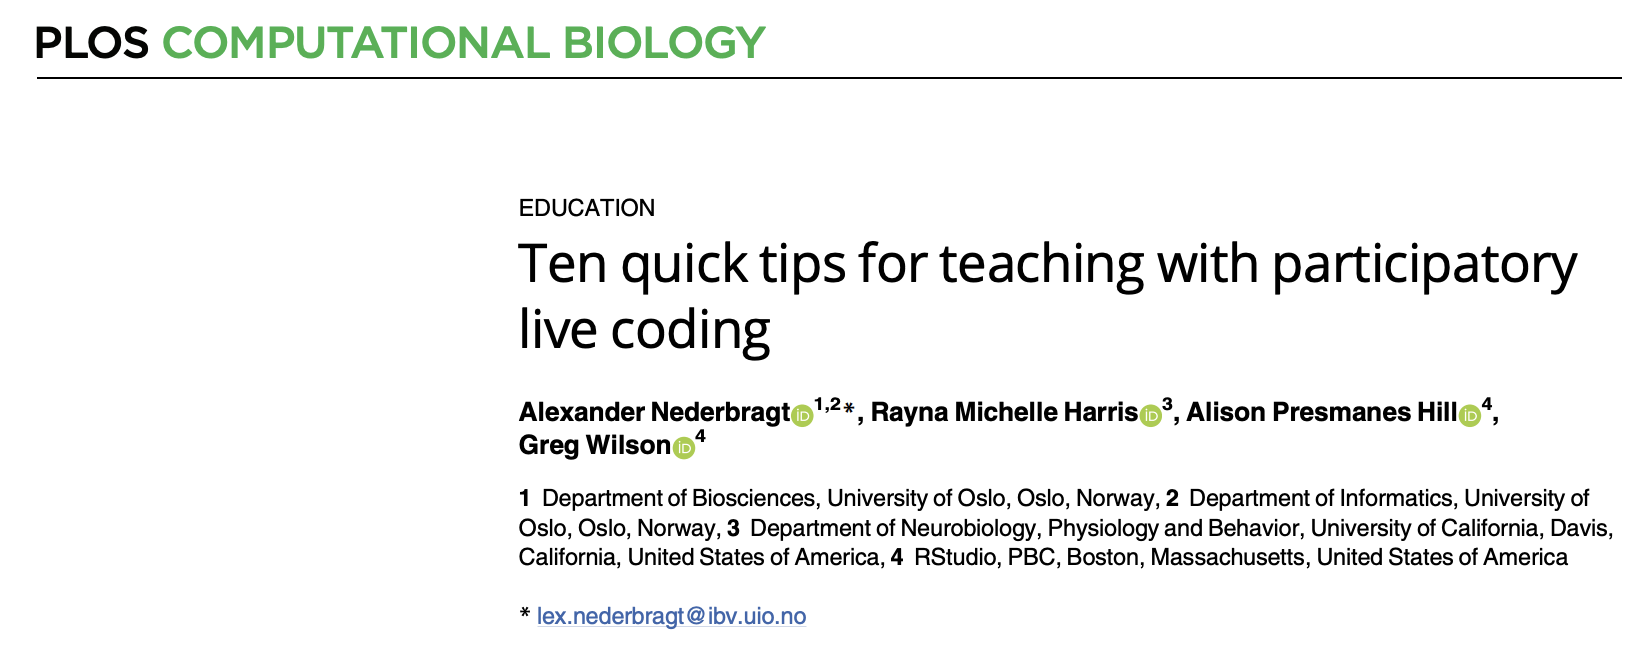 PLOS COMPUTATIONAL BIOLOGY
EDUCATION
Ten quick tips for teaching with participatory
live coding
Alexander Nederbragt iD 1,2*, Rayna Michelle Harris iD 3, Alison Presmanes Hill iD 4,
Greg Wilson iD 4
1 Department of Biosciences, University of Oslo, Oslo, Norway, 2 Department of Informatics, University of
Oslo, Oslo, Norway, 3 Department of Neurobiology, Physiology and Behavior, University of California, Davis,
California, United States of America, 4 RStudio, PBC, Boston, Massachusetts, United States of America
* lex.nederbragt@ibv.uio.no